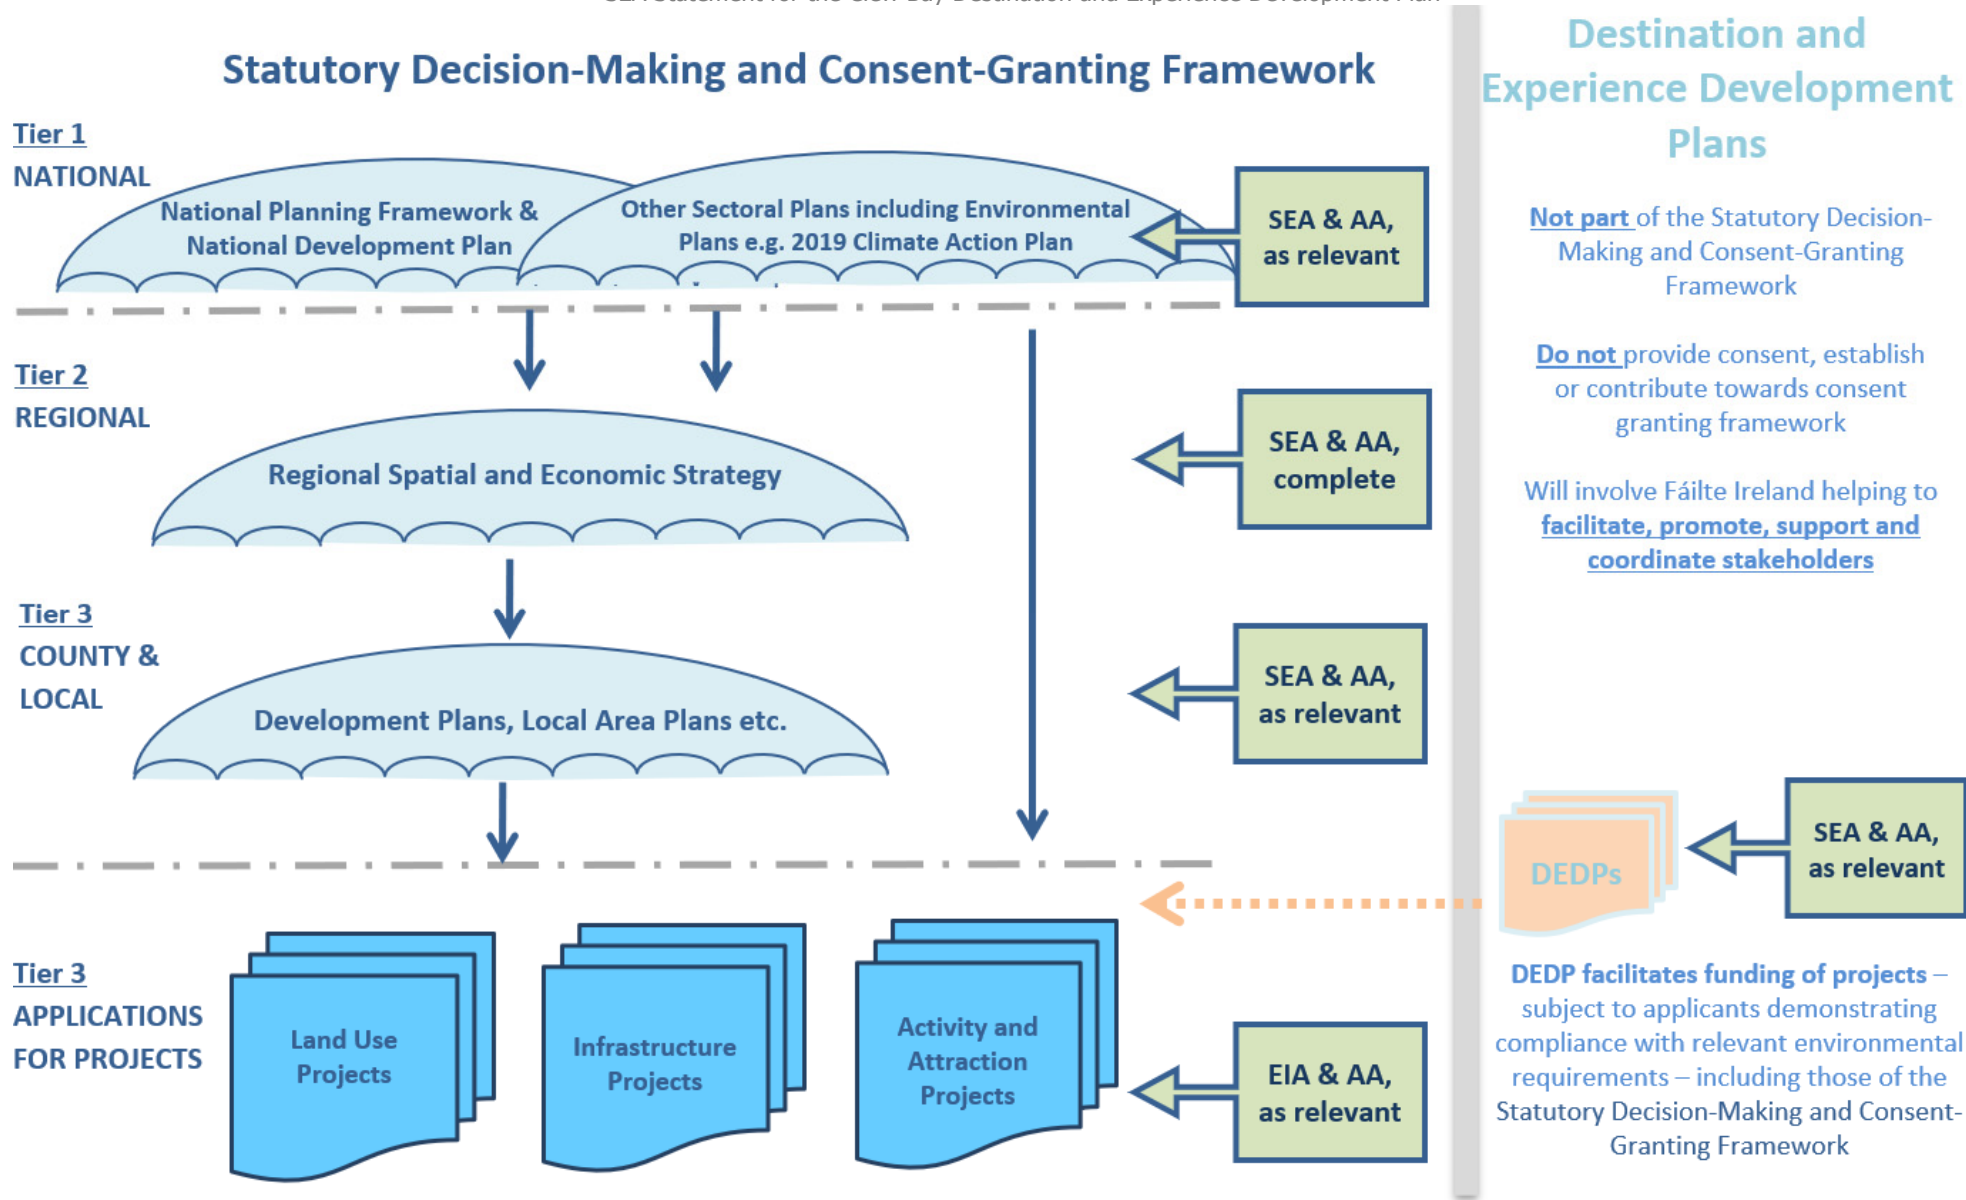 Statutory Decision-Making and Consent-Granting Framework
Tier 1
NATIONAL
National Planning Framework &
National Development Plan
Other Sectoral Plans including Environmental
Plans e.g. 2019 Climate Action Plan
SEA & AA,
as relevant
Tier 2
REGIONAL
Regional Spatial and Economic Strategy
SEA & AA,
complete
Tier 3
COUNTY &
LOCAL
Development Plans, Local Area Plans etc.
SEA & AA,
as relevant
Tier 3
APPLICATIONS
FOR PROJECTS
Land Use
Projects
Infrastructure
Projects
Activity and
Attraction
Projects
EIA & AA,
as relevant
Destination and
Experience Development
Plans
Not part of the Statutory Decision-
Making and Consent-Granting
Framework
Do not provide consent, establish
or contribute towards consent
granting framework
Will involve Fáilte Ireland helping to
facilitate, promote, support and
coordinate stakeholders
DEDPs
SEA & AA,
as relevant
DEDP facilitates funding of projects –
subject to applicants demonstrating
compliance with relevant environmental
requirements – including those of the
Statutory Decision-Making and Consent-
Granting Framework